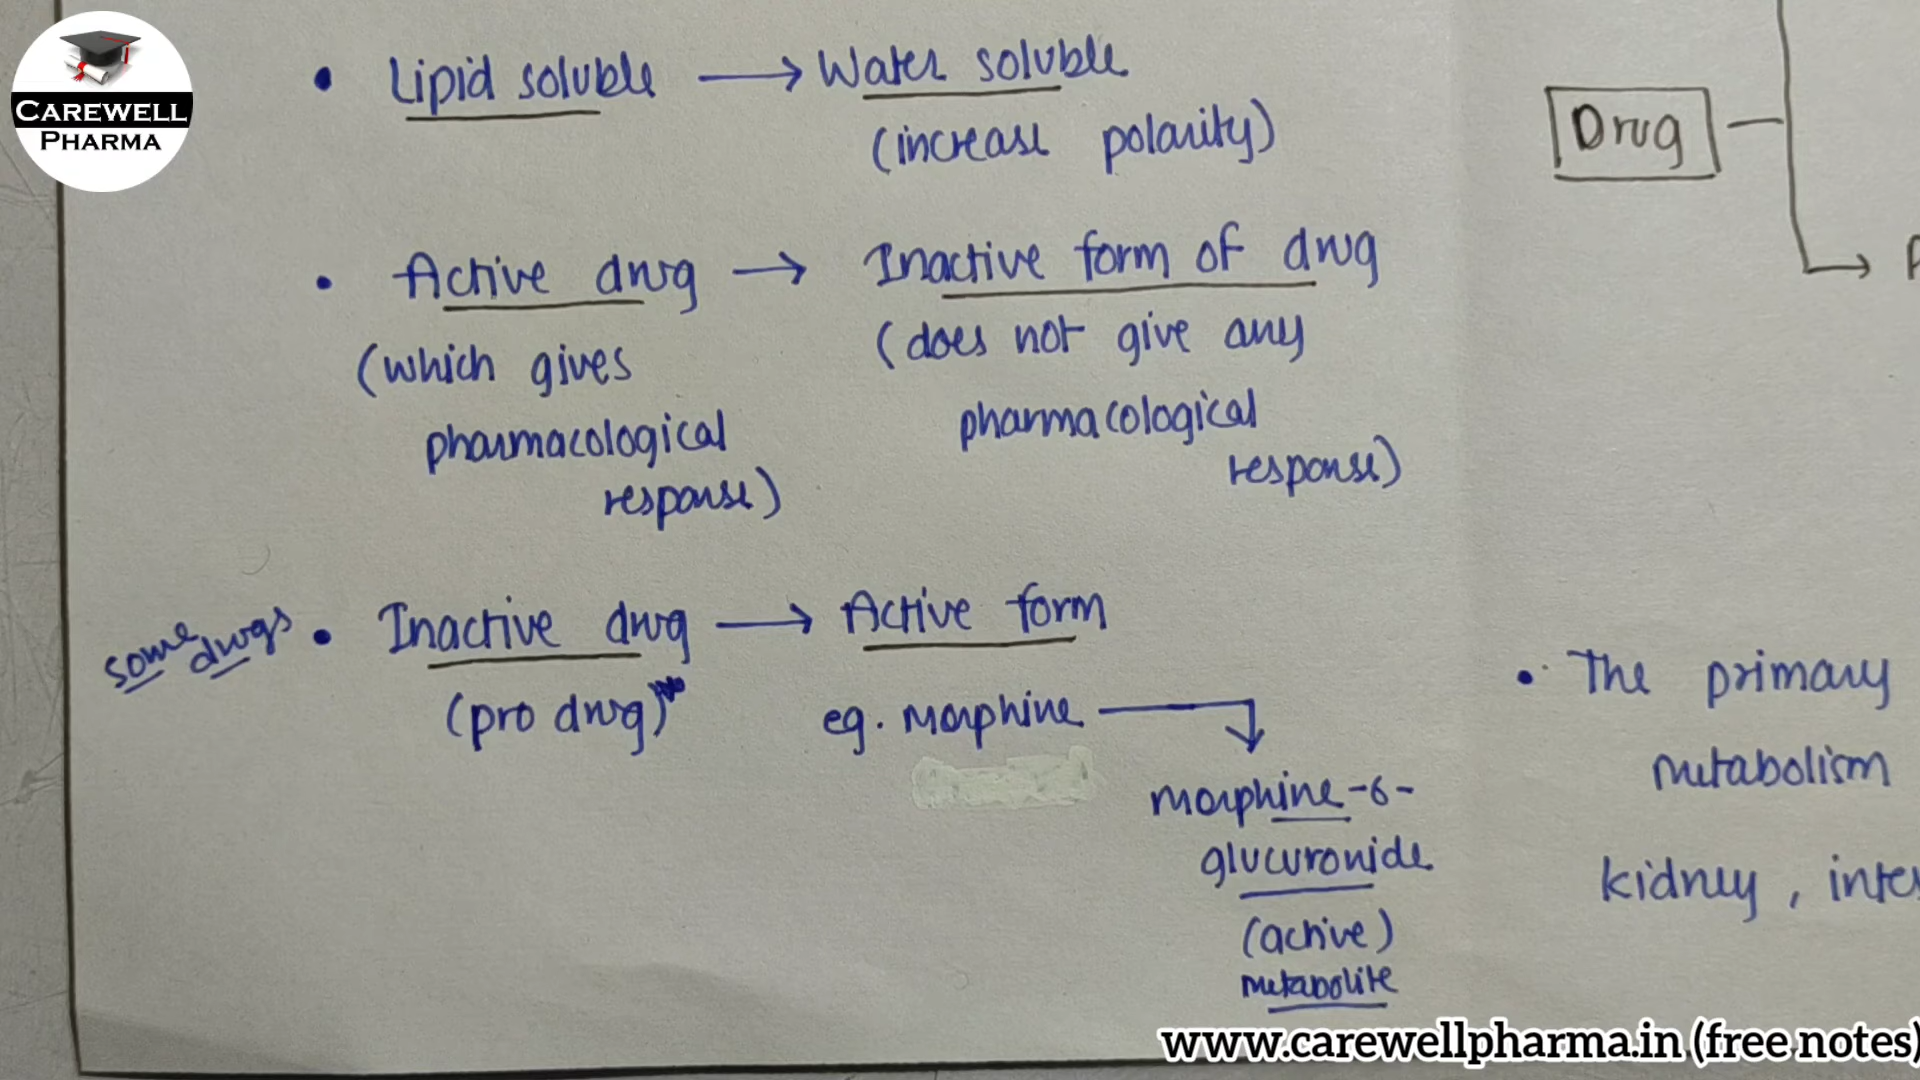 CAREWELL
PHARMA
• Lipid soluble → Water soluble
(increase polarity)
• Active drug → Inactive form of drug
(which gives
pharmacological
response)
(does not give any
pharmacological
response)
some drugs • Inactive drug → Active form
(pro drug)
eg. morphine
morphine-6-
glucuronide
(active)
metabolite
Drug
• The primary
metabolism
kidney,
www.carewellpharma.in (free notes)